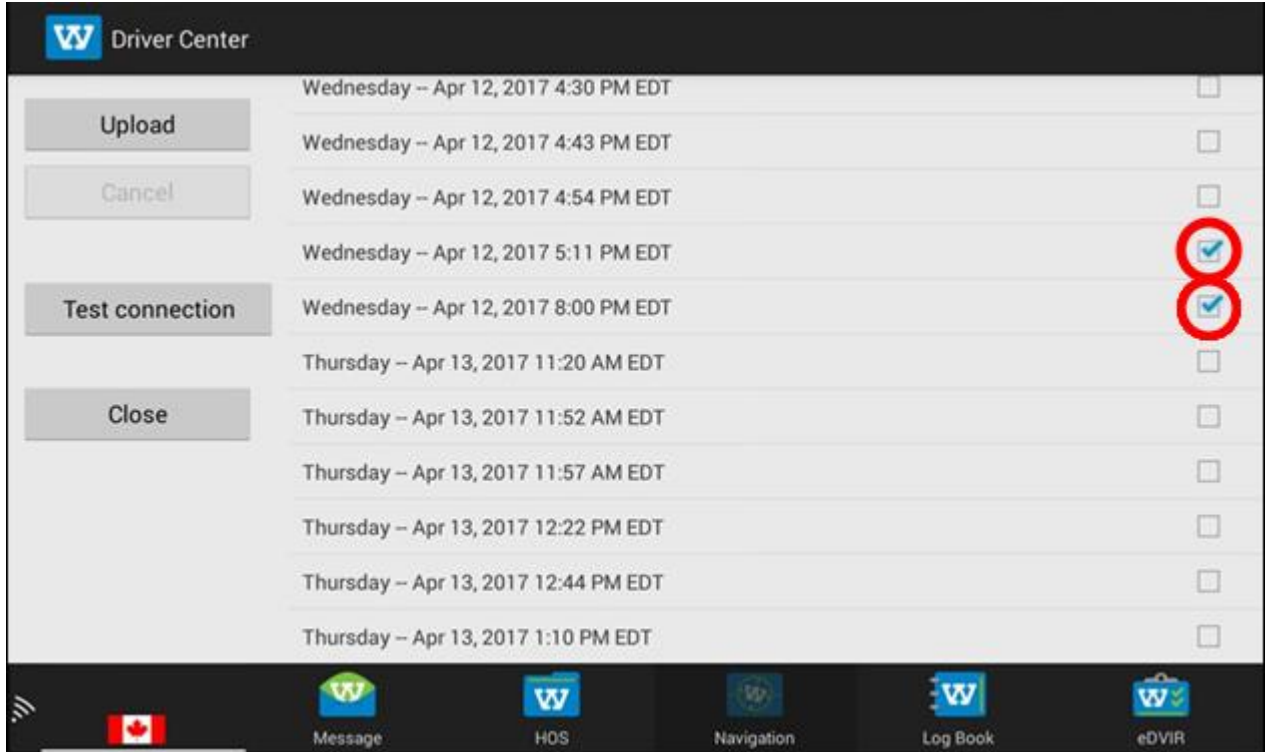 W Driver Center
Upload
Cancel
Test connection
Close
Wednesday -- Apr 12, 2017 4:30 PM EDT
Wednesday -- Apr 12, 2017 4:43 PM EDT
Wednesday -- Apr 12, 2017 4:54 PM EDT
Wednesday -- Apr 12, 2017 5:11 PM EDT
Wednesday -- Apr 12, 2017 8:00 PM EDT
Thursday -- Apr 13, 2017 11:20 AM EDT
Thursday -- Apr 13, 2017 11:52 AM EDT
Thursday -- Apr 13, 2017 11:57 AM EDT
Thursday -- Apr 13, 2017 12:22 PM EDT
Thursday -- Apr 13, 2017 12:44 PM EDT
Thursday -- Apr 13, 2017 1:10 PM EDT
W W W W W
Message HOS Navigation Log Book eDVIR